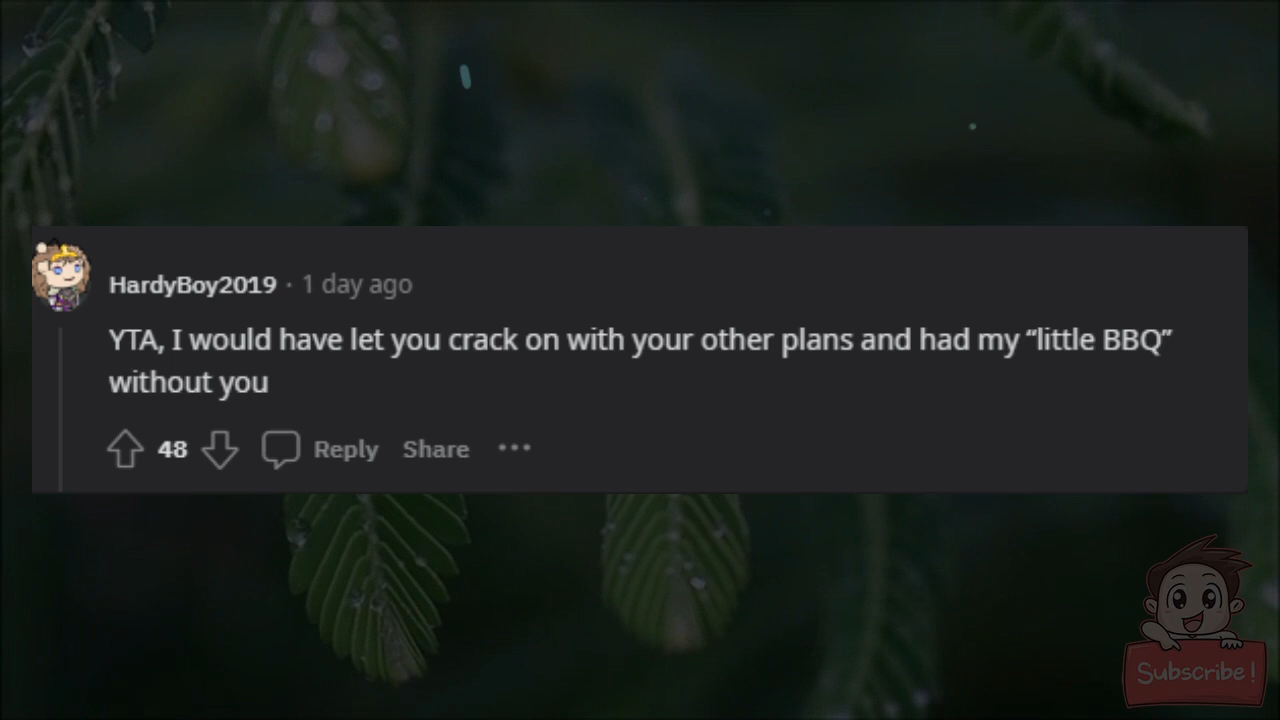 HardyBoy2019 · 1 day ago
YTA, I would have let you crack on with your other plans and had my “little BBQ”
without you
48 Reply Share ···
Subscribe!